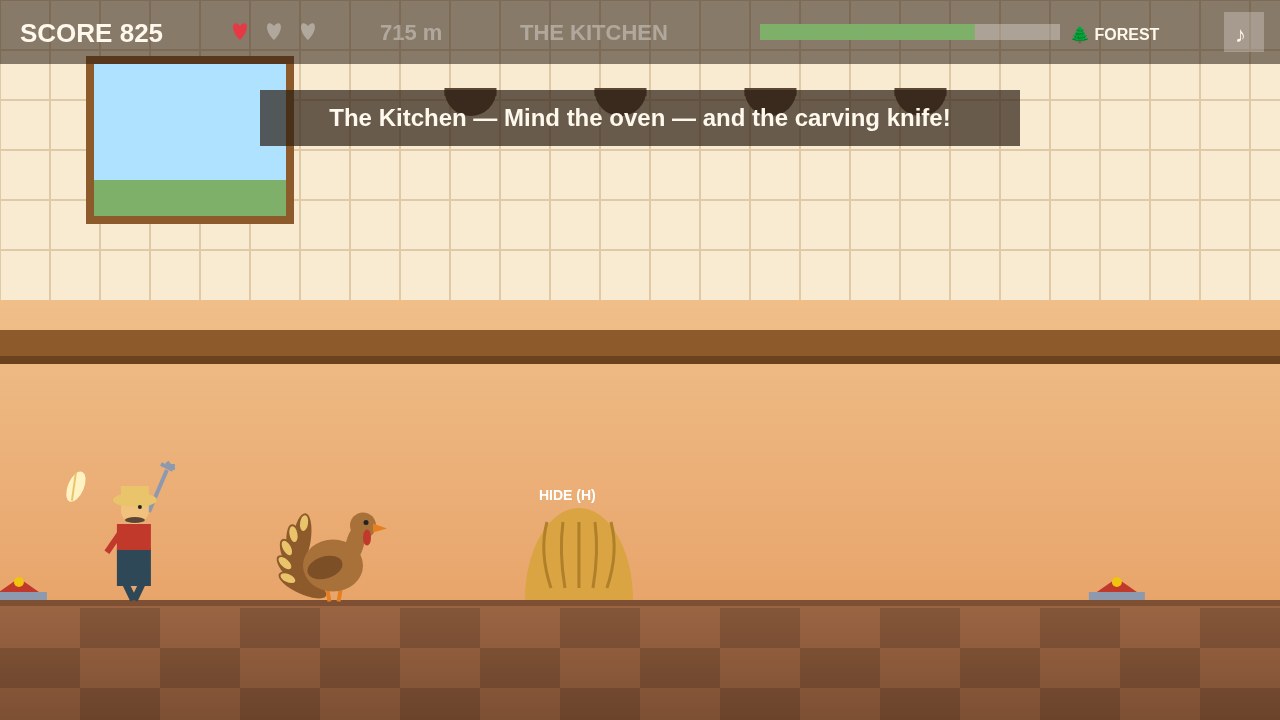 SCORE 825
715 m
THE KITCHEN
🌲 FOREST
♪
The Kitchen — Mind the oven — and the carving knife!
HIDE (H)